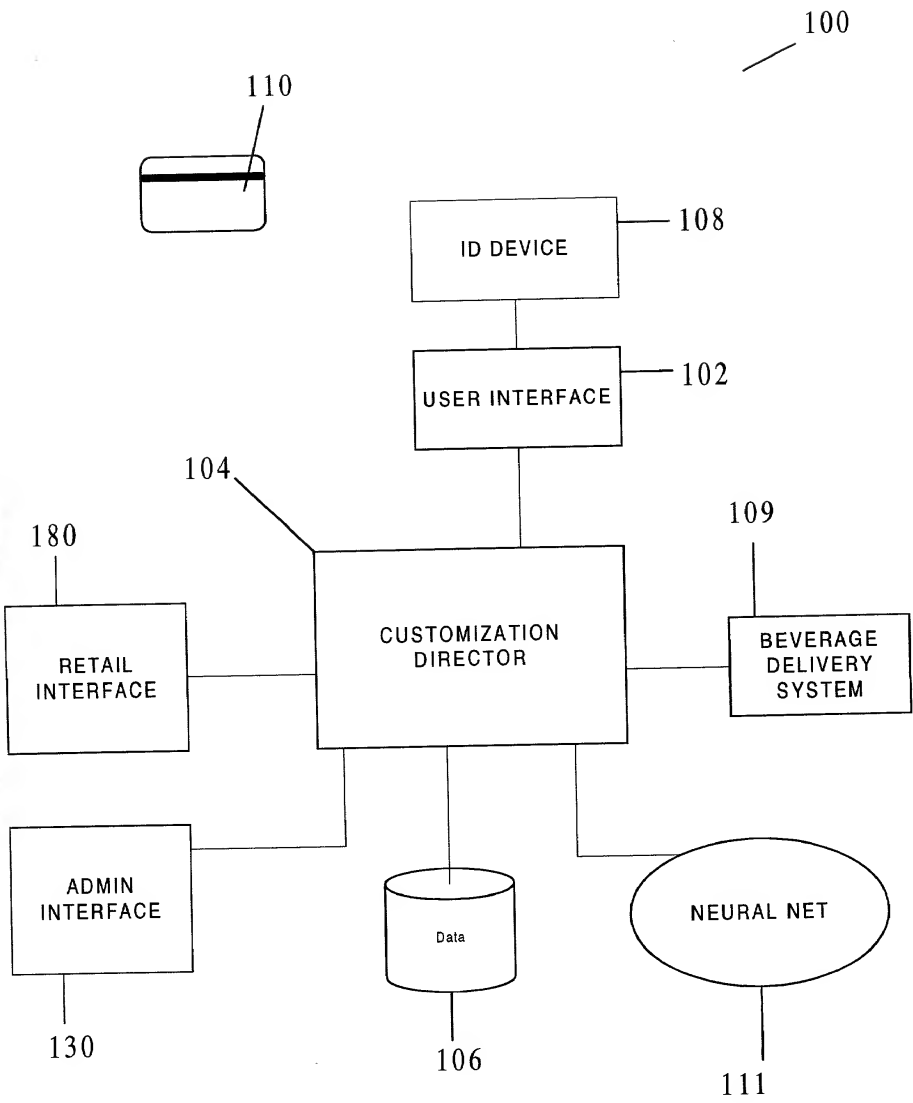 100
110
108
ID DEVICE
102
USER INTERFACE
104
109
180
CUSTOMIZATION
DIRECTOR
BEVERAGE
DELIVERY
SYSTEM
RETAIL
INTERFACE
ADMIN
INTERFACE
NEURAL NET
Data
130
106
111